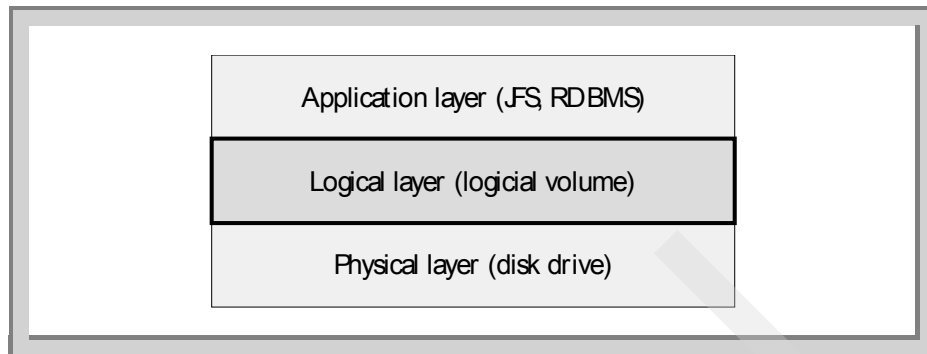 Application layer (JFS, RDBMS)
Logical layer (logicial volume)
Physical layer (disk drive)